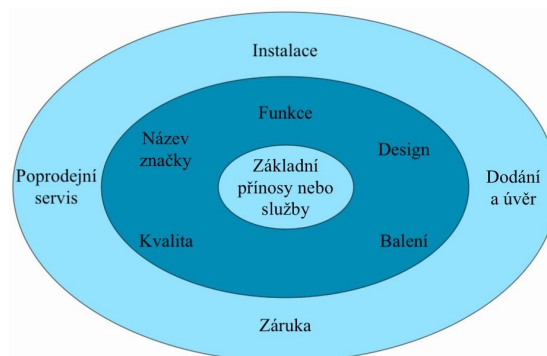 Instalace
Funkce
Název
značky
Design
Poprodejní
servis
Základní
přínosy nebo
služby
Dodání
a úvěr
Kvalita
Balení
Záruka